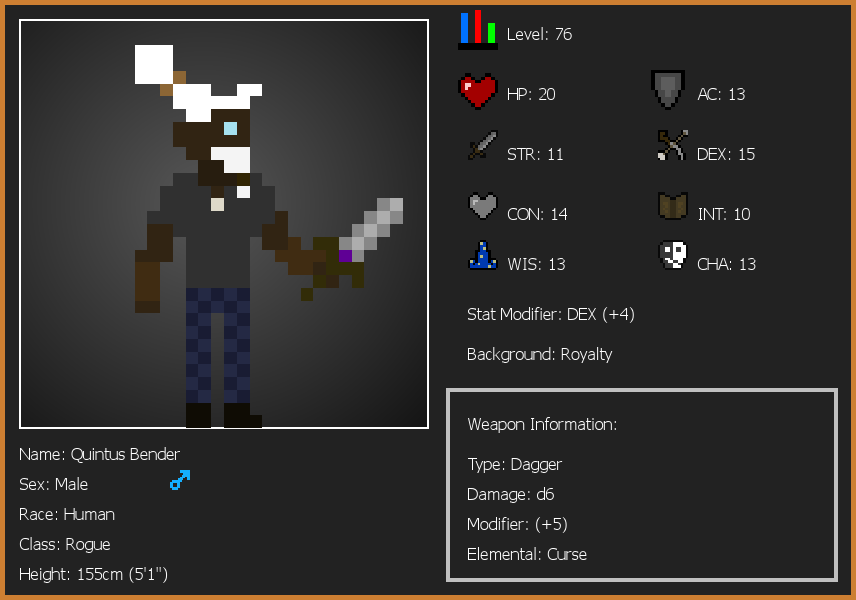 Level: 76
HP: 20
AC: 13
STR: 11
DEX: 15
CON: 14
INT: 10
WIS: 13
CHA: 13
Stat Modifier: DEX (+4)
Background: Royalty
Weapon Information:
Type: Dagger
Damage: d6
Modifier: (+5)
Elemental: Curse
Name: Quintus Bender
Sex: Male
Race: Human
Class: Rogue
Height: 155cm (5'1")